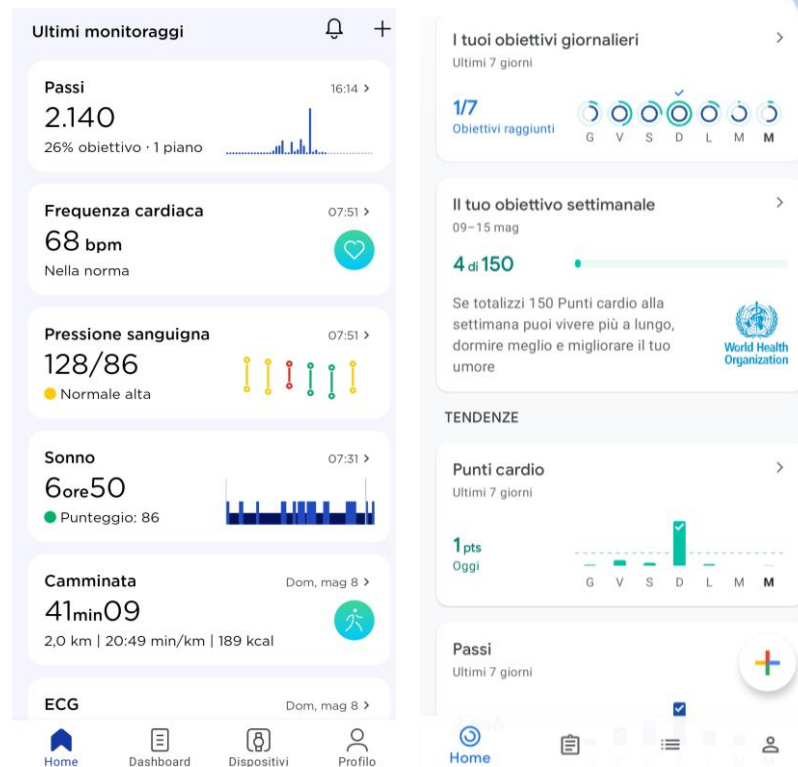 Ultimi monitoraggi
Passi
16:14
2.140
26% obiettivo · 1 piano
Frequenza cardiaca
07:51
68 bpm
Nella norma
Pressione sanguigna
07:51
128/86
Normale alta
Sonno
07:31
6ore50
Punteggio: 86
Camminata
Dom, mag 8
41min09
2,0 km | 20:49 min/km | 189 kcal
ECG
Dom, mag 8
Home
Dashboard
Dispositivi
Profilo
I tuoi obiettivi giornalieri
Ultimi 7 giorni
1/7
Obiettivi raggiunti
G V S D L M M
Il tuo obiettivo settimanale
09–15 mag
4 di 150
Se totalizzi 150 Punti cardio alla
settimana puoi vivere più a lungo,
dormire meglio e migliorare il tuo
umore
World Health
Organization
TENDENZE
Punti cardio
Ultimi 7 giorni
1 pts
Oggi
G V S D L M M
Passi
Ultimi 7 giorni
Home